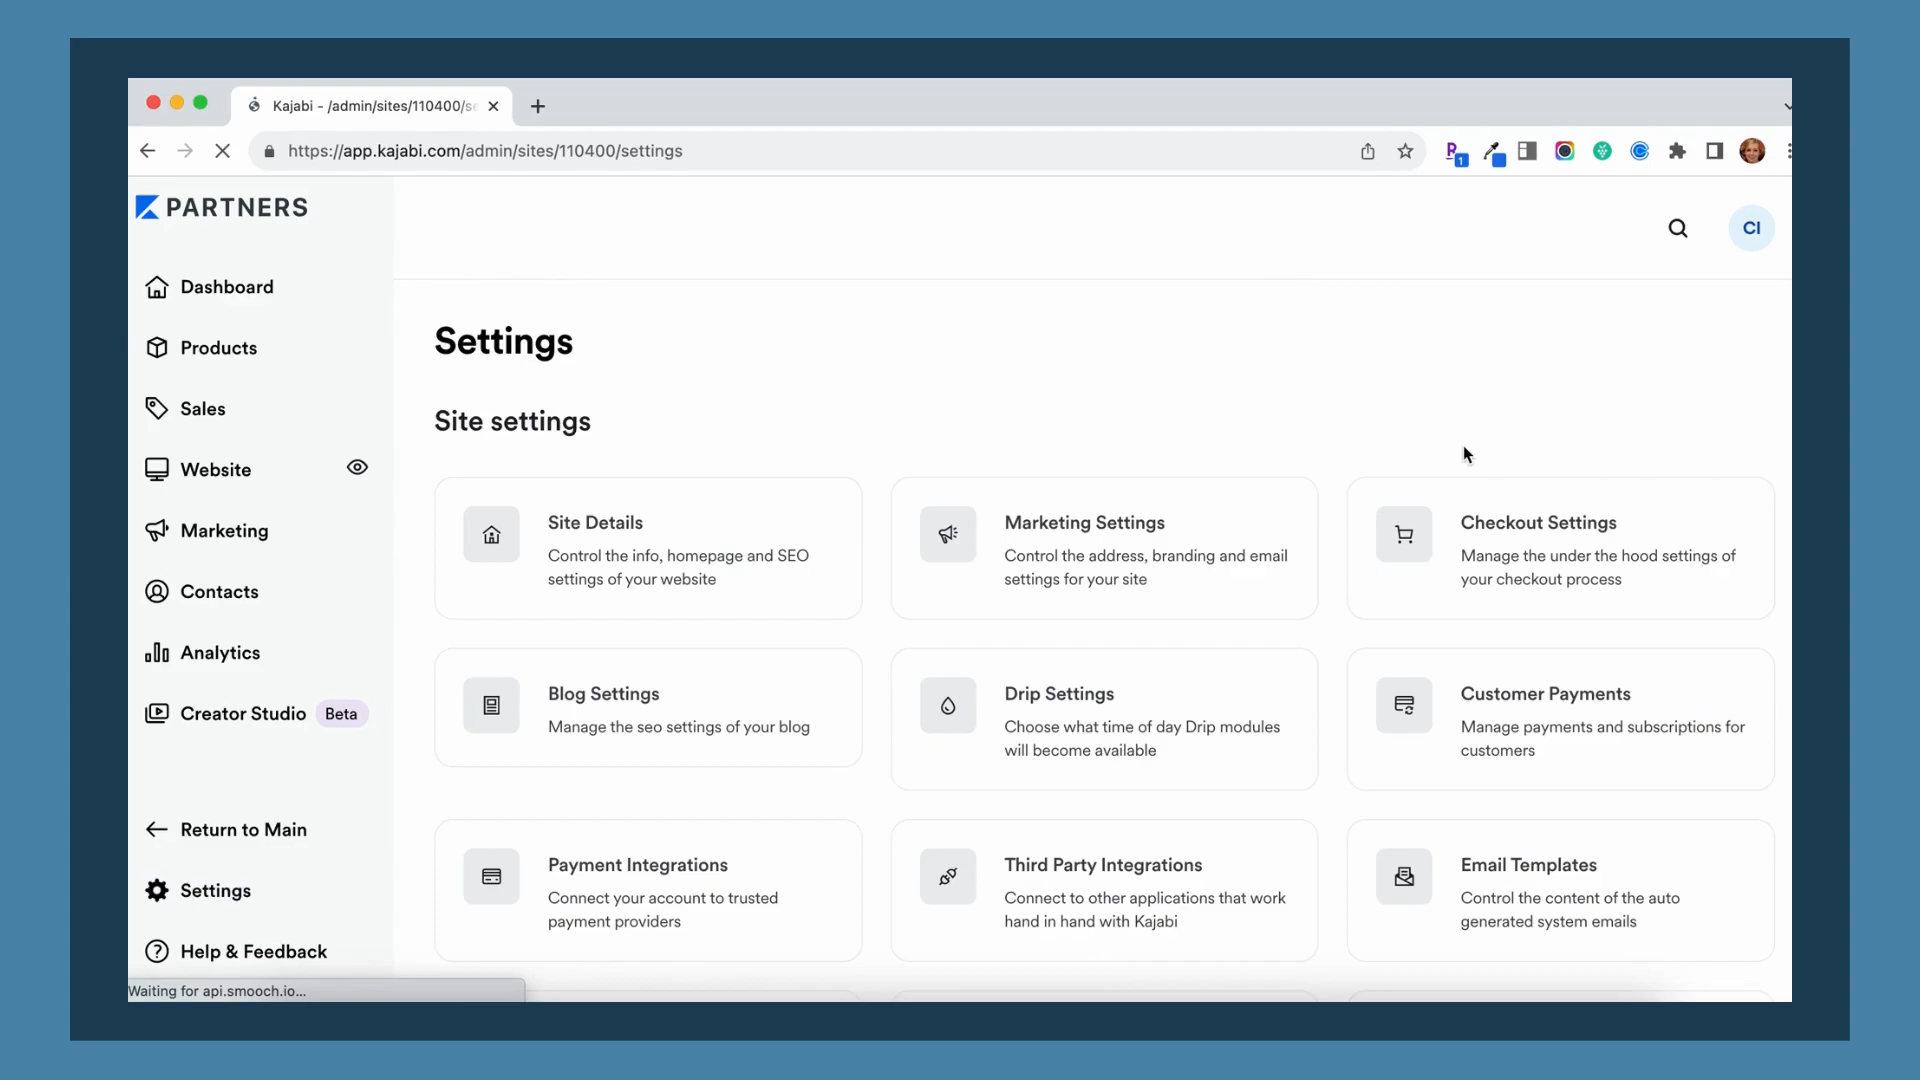 Kajabi - /admin/sites/110400/se
https://app.kajabi.com/admin/sites/110400/settings
1
PARTNERS
CI
Dashboard
Products
Sales
Website
Marketing
Contacts
Analytics
Creator Studio Beta
Return to Main
Settings
Help & Feedback
Waiting for api.smooch.io...
Settings
Site settings
Site Details
Control the info, homepage and SEO
settings of your website
Marketing Settings
Control the address, branding and email
settings for your site
Checkout Settings
Manage the under the hood settings of
your checkout process
Blog Settings
Manage the seo settings of your blog
Drip Settings
Choose what time of day Drip modules
will become available
Customer Payments
Manage payments and subscriptions for
customers
Payment Integrations
Connect your account to trusted
payment providers
Third Party Integrations
Connect to other applications that work
hand in hand with Kajabi
Email Templates
Control the content of the auto
generated system emails